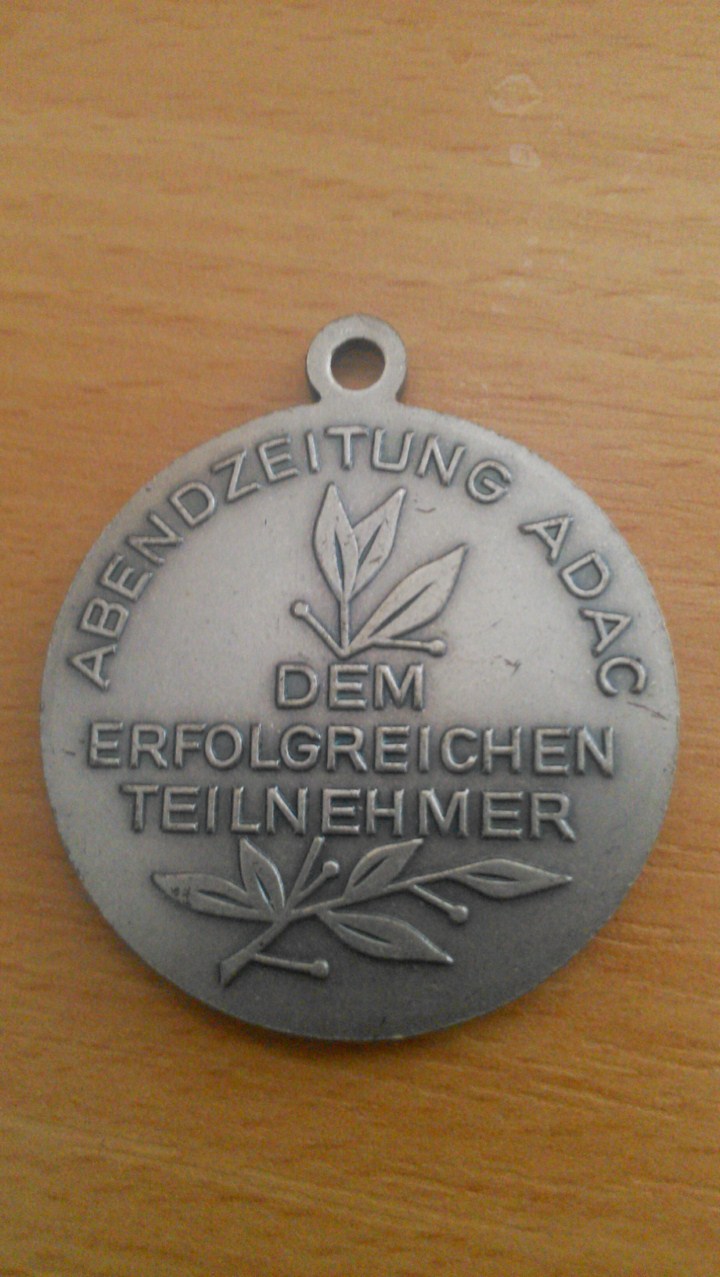 ABENDZEITUNG ADAC
DEM
ERFOLGREICHEN
TEILNEHMER